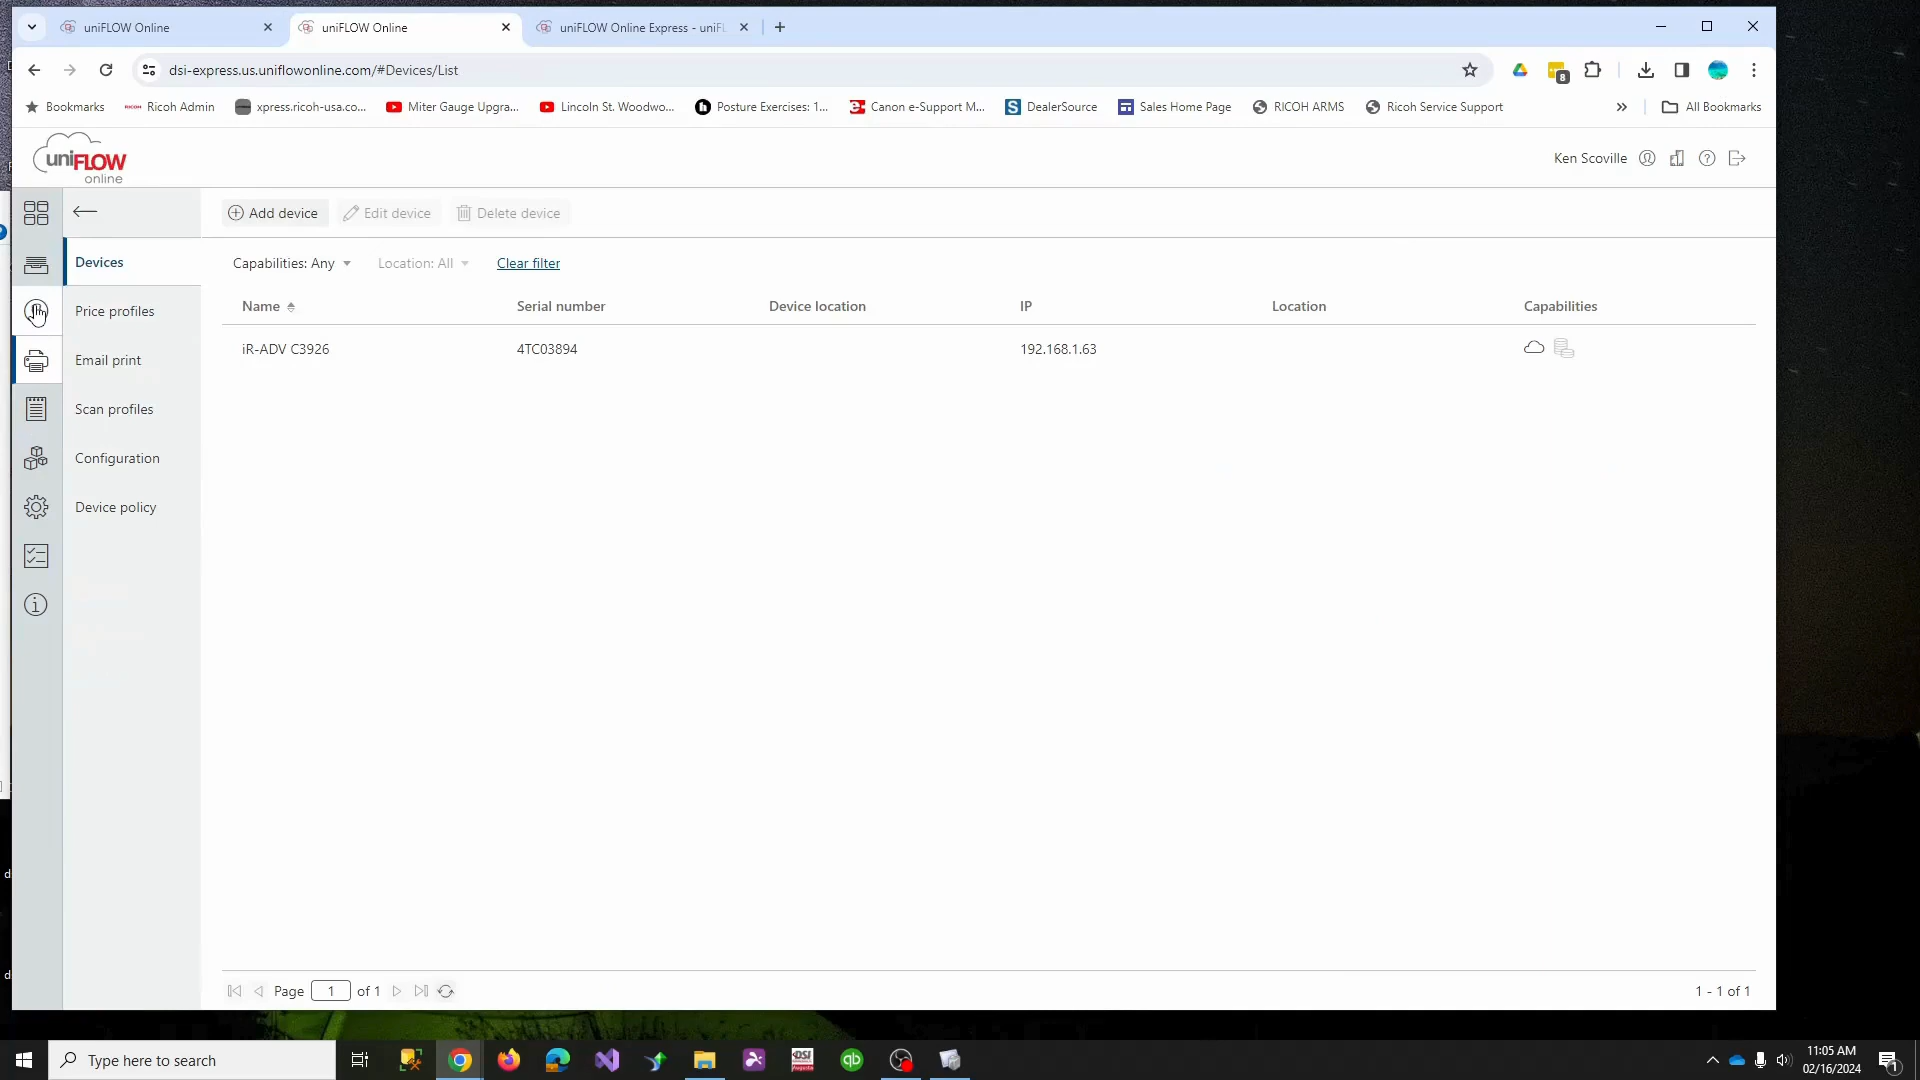 uniFLOW Online
uniFLOW Online
uniFLOW Online Express - uniFL
dsi-express.us.uniflowonline.com/#Devices/List
8
Bookmarks
RICOH Ricoh Admin
xpress.ricoh-usa.co...
Miter Gauge Upgra...
Lincoln St. Woodwo...
Posture Exercises: 1...
Canon e-Support M...
DealerSource
Sales Home Page
RICOH ARMS
Ricoh Service Support
»
All Bookmarks
uniFLOW
online
Ken Scoville
Add device
Edit device
Delete device
Devices
Price profiles
Email print
Scan profiles
Configuration
Device policy
Capabilities: Any
Location: All
Clear filter
Name
Serial number
Device location
IP
Location
Capabilities
iR-ADV C3926
4TC03894
192.168.1.63
Page 1 of 1
1 - 1 of 1
Type here to search
DSI
qb
11:05 AM
02/16/2024
1